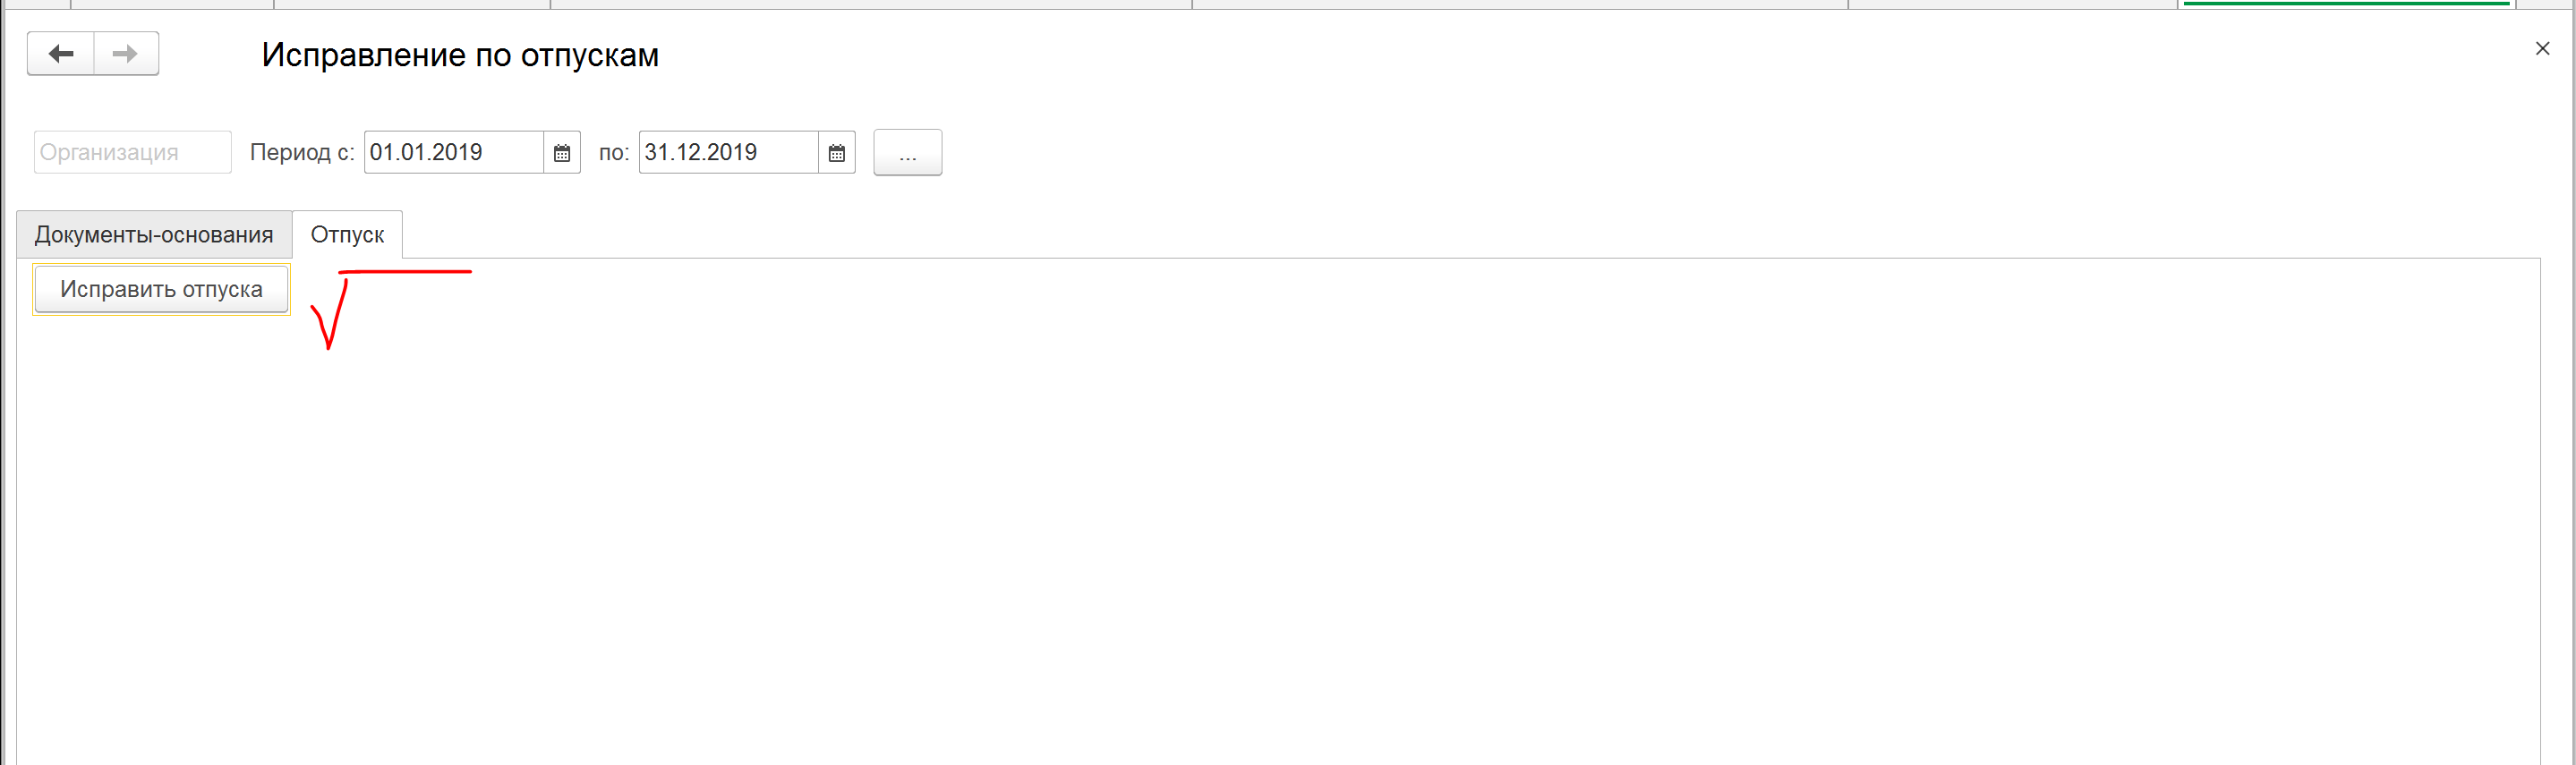 Исправление по отпускам
Организация Период с: 01.01.2019 по: 31.12.2019 ...
Документы-основания Отпуск
Исправить отпуска